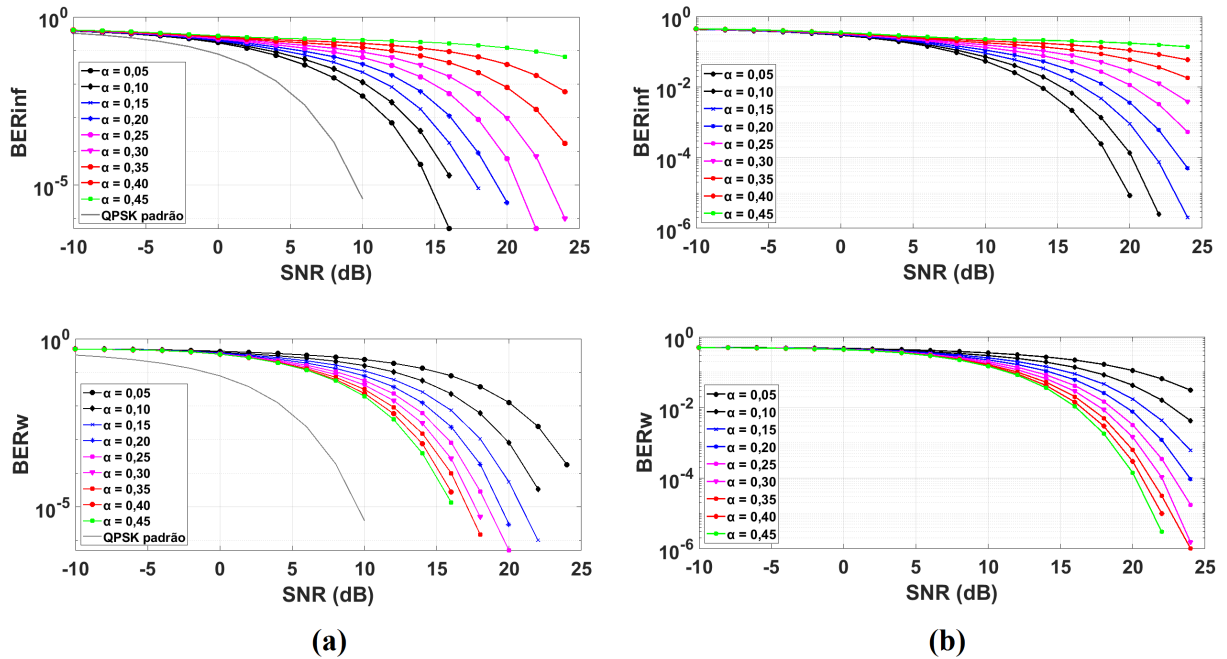 10^0
10^-5
BERinf
α = 0,05
α = 0,10
α = 0,15
α = 0,20
α = 0,25
α = 0,30
α = 0,35
α = 0,40
α = 0,45
QPSK padrão
-10 -5 0 5 10 15 20 25
SNR (dB)
10^0
10^-2
10^-4
10^-6
BERinf
α = 0,05
α = 0,10
α = 0,15
α = 0,20
α = 0,25
α = 0,30
α = 0,35
α = 0,40
α = 0,45
-10 -5 0 5 10 15 20 25
SNR (dB)
10^0
10^-5
BERw
α = 0,05
α = 0,10
α = 0,15
α = 0,20
α = 0,25
α = 0,30
α = 0,35
α = 0,40
α = 0,45
QPSK padrão
-10 -5 0 5 10 15 20 25
SNR (dB)
10^0
10^-2
10^-4
10^-6
BERw
α = 0,05
α = 0,10
α = 0,15
α = 0,20
α = 0,25
α = 0,30
α = 0,35
α = 0,40
α = 0,45
-10 -5 0 5 10 15 20 25
SNR (dB)
(a)
(b)